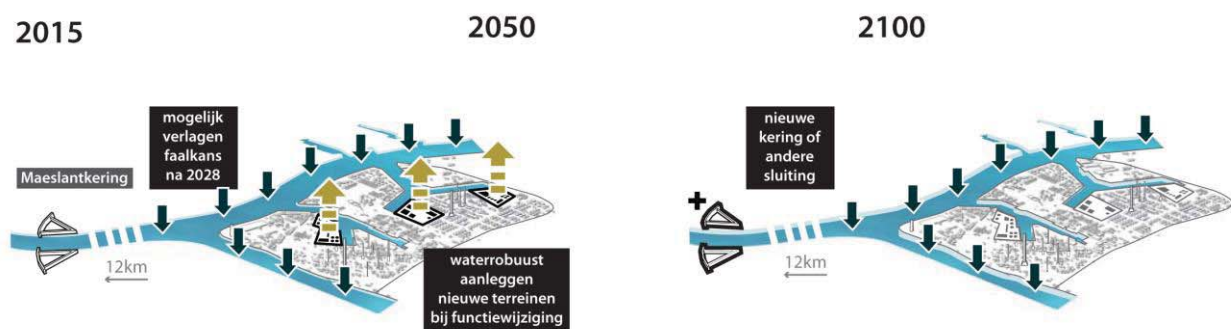 2015
2050
2100
mogelijk
verlagen
faalkans
na 2028
Maeslantkering
12km
waterrobuust
aanleggen
nieuwe terreinen
bij functiewijziging
nieuwe
kering of
andere
sluiting
+
12km